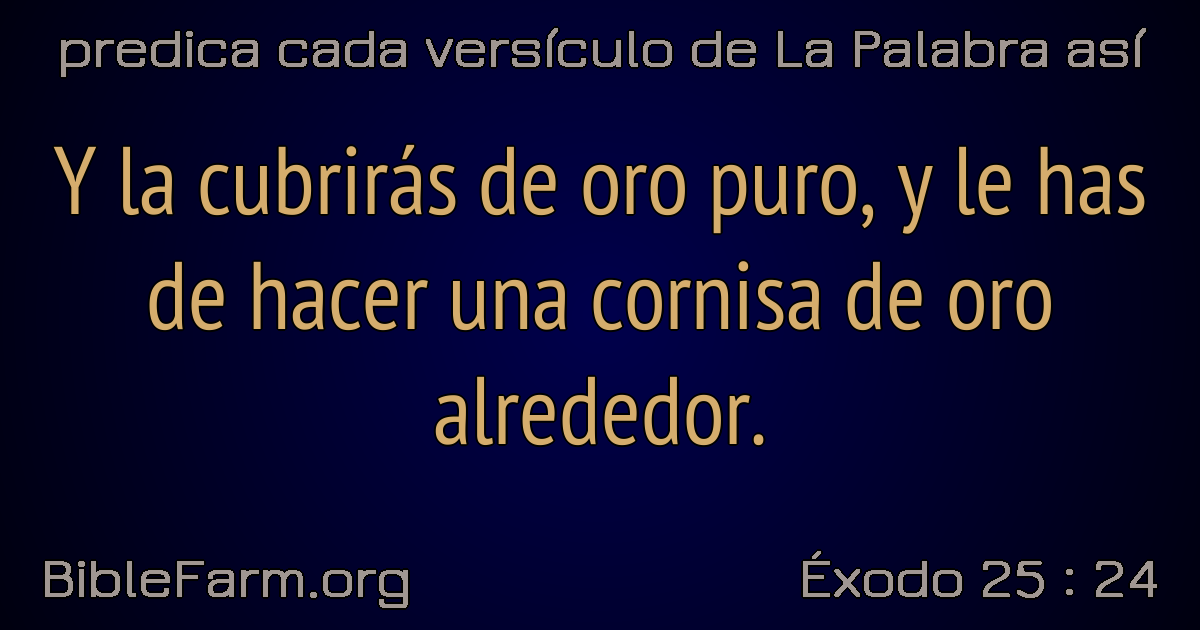 predica cada versículo de La Palabra así
Y la cubrirás de oro puro, y le has
de hacer una cornisa de oro
alrededor.
BibleFarm.org
Éxodo 25 : 24